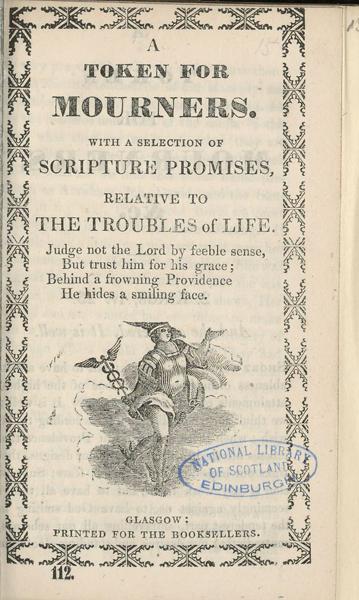 A
TOKEN FOR
MOURNERS.
WITH A SELECTION OF
SCRIPTURE PROMISES,
RELATIVE TO
THE TROUBLES of LIFE.
Judge not the Lord by feeble sense,
But trust him for his grace;
Behind a frowning Providence
He hides a smiling face.
NATIONAL LIBRARY
OF SCOTLAND
EDINBURGH
GLASGOW:
PRINTED FOR THE BOOKSELLERS.
112.